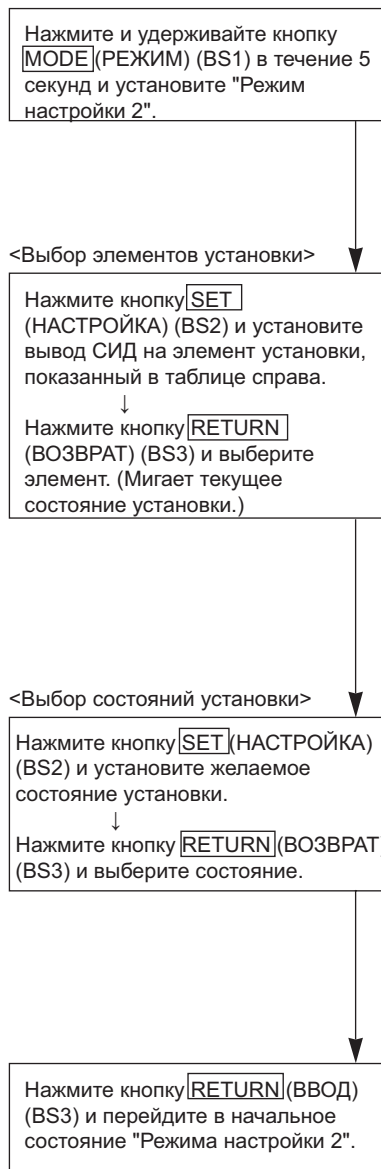 Нажмите и удерживайте кнопку
MODE (РЕЖИМ) (BS1) в течение 5
секунд и установите "Режим
настройки 2".
<Выбор элементов установки>
Нажмите кнопку SET
(НАСТРОЙКА) (BS2) и установите
вывод СИД на элемент установки,
показанный в таблице справа.
↓
Нажмите кнопку RETURN
(ВОЗВРАТ) (BS3) и выберите
элемент. (Мигает текущее
состояние установки.)
<Выбор состояний установки>
Нажмите кнопку SET (НАСТРОЙКА)
(BS2) и установите желаемое
состояние установки.
↓
Нажмите кнопку RETURN (ВОЗВРАТ)
(BS3) и выберите состояние.
Нажмите кнопку RETURN (ВВОД)
(BS3) и перейдите в начальное
состояние "Режима настройки 2".